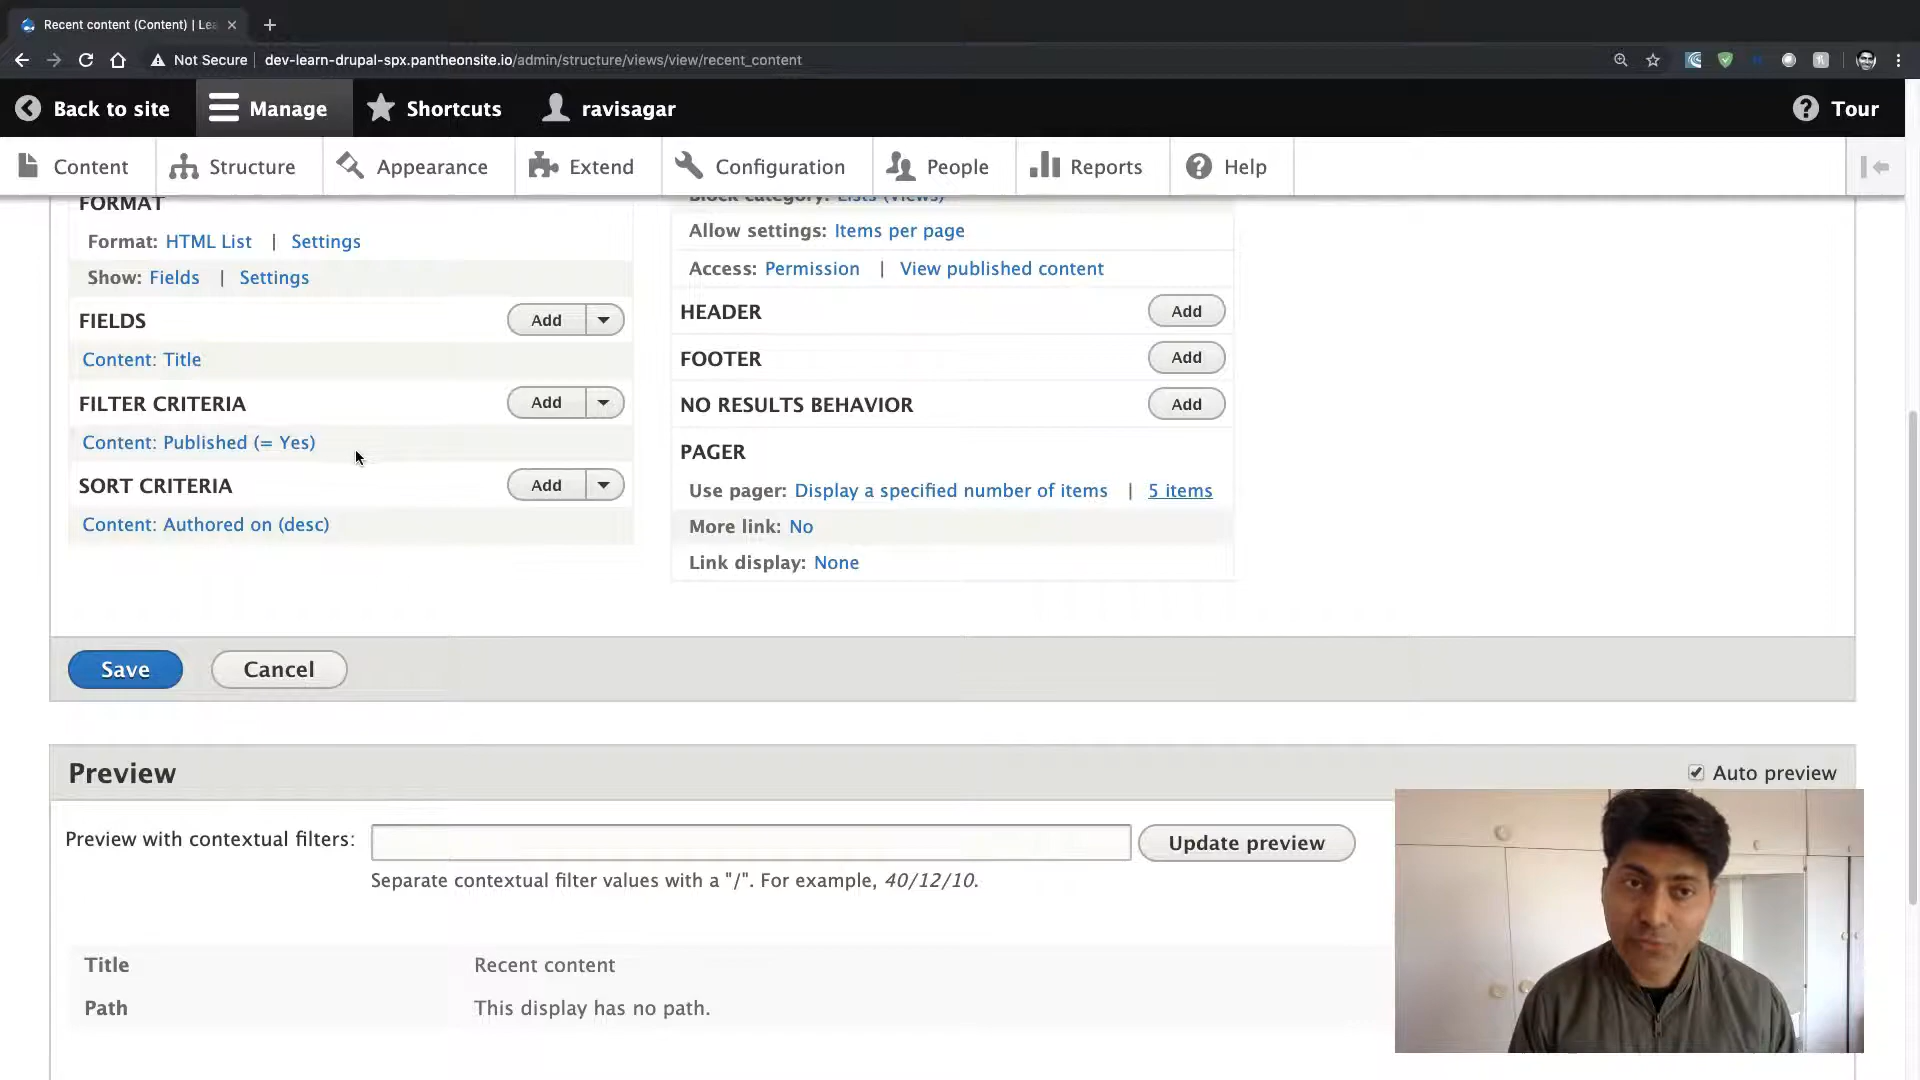 Recent content (Content) | Lea
Not Secure | dev-learn-drupal-spx.pantheonsite.io/admin/structure/views/view/recent_content
Back to site Manage Shortcuts ravisagar Tour
Content Structure Appearance Extend Configuration People Reports Help
FORMAT
Format: HTML List | Settings
Show: Fields | Settings
FIELDS Add
Content: Title
FILTER CRITERIA Add
Content: Published (= Yes)
SORT CRITERIA Add
Content: Authored on (desc)
Block category: Lists (Views)
Allow settings: Items per page
Access: Permission | View published content
HEADER Add
FOOTER Add
NO RESULTS BEHAVIOR Add
PAGER
Use pager: Display a specified number of items | 5 items
More link: No
Link display: None
Save Cancel
Preview Auto preview
Preview with contextual filters: Update preview
Separate contextual filter values with a "/". For example, 40/12/10.
Title Recent content
Path This display has no path.